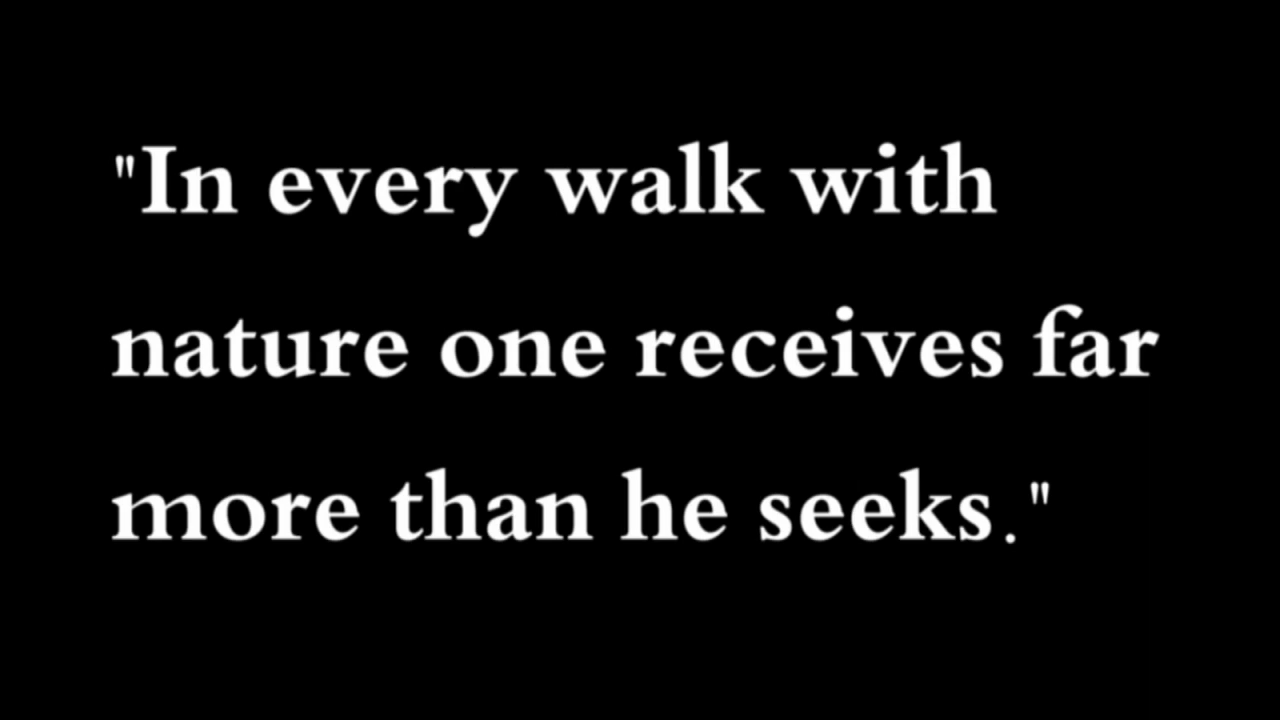 "In every walk with
nature one receives far
more than he seeks."